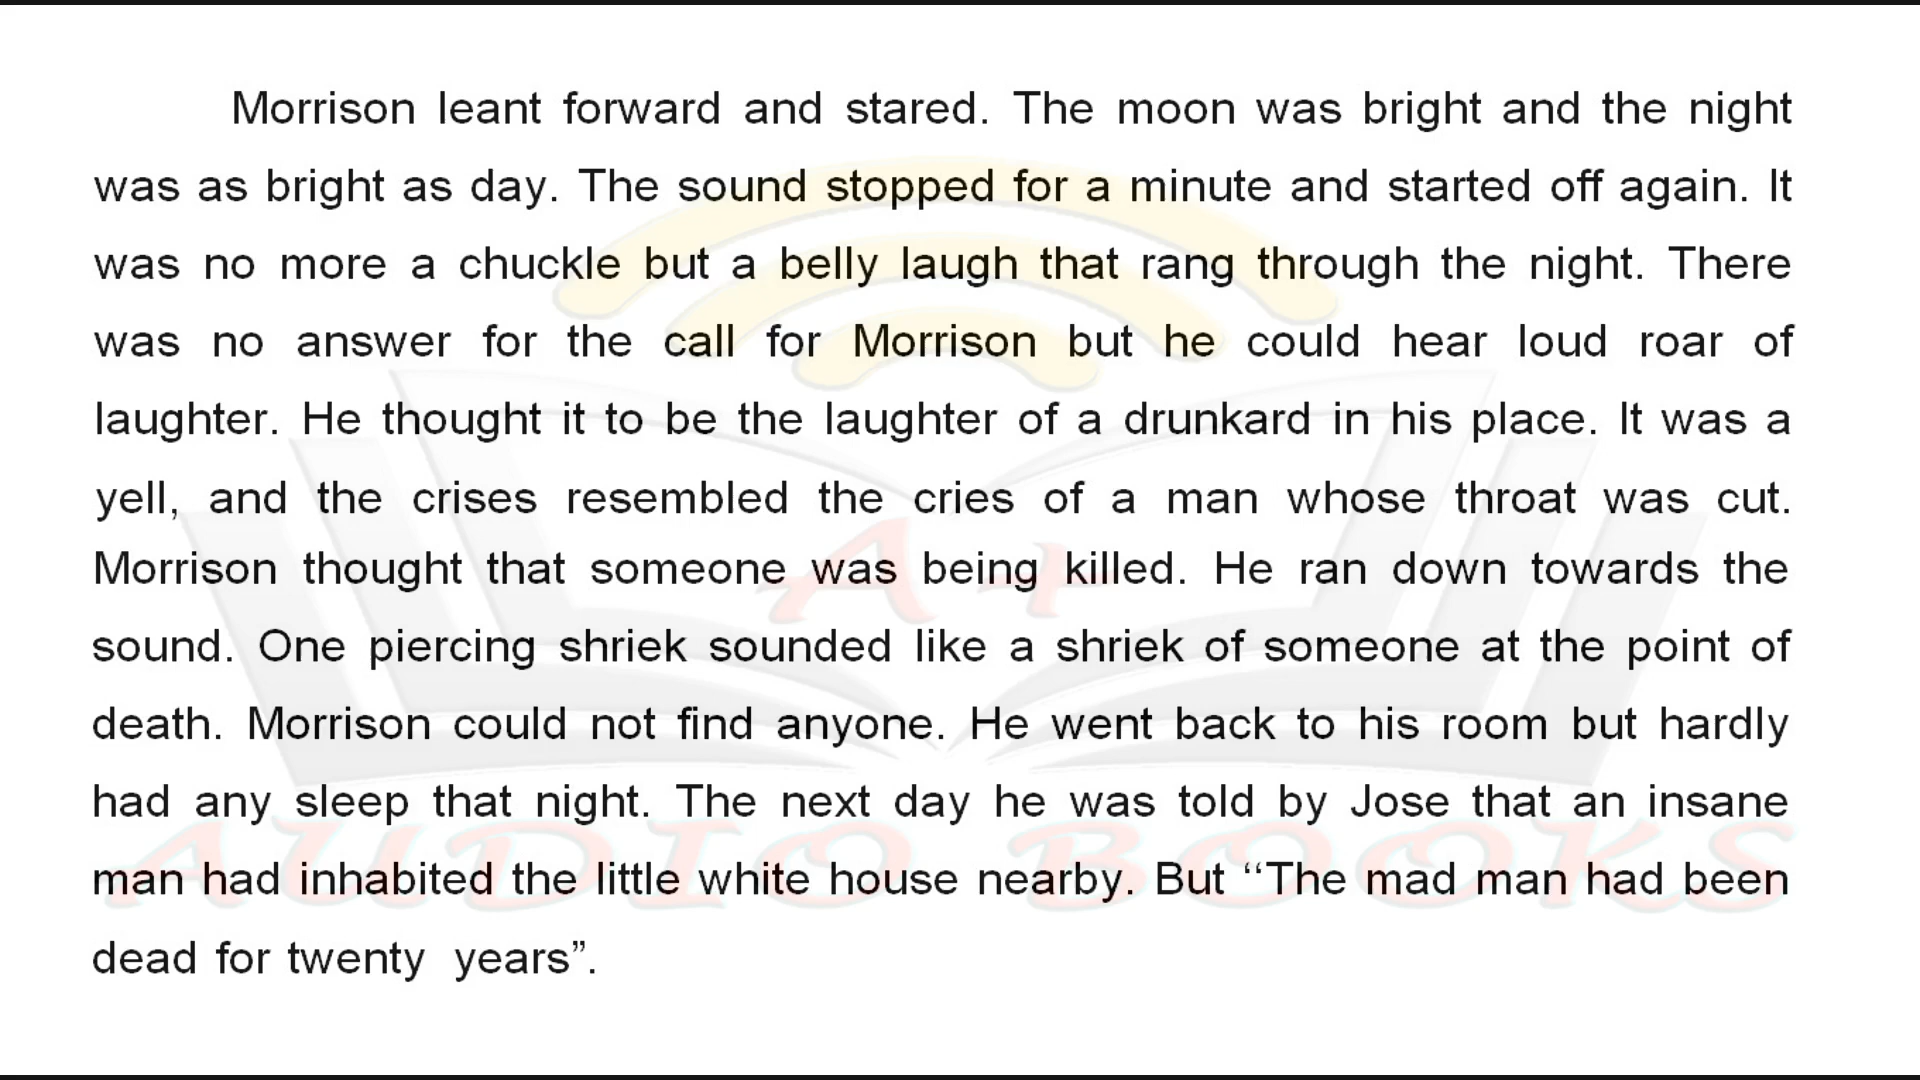 Morrison leant forward and stared. The moon was bright and the night
was as bright as day. The sound stopped for a minute and started off again. It
was no more a chuckle but a belly laugh that rang through the night. There
was no answer for the call for Morrison but he could hear loud roar of
laughter. He thought it to be the laughter of a drunkard in his place. It was a
yell, and the crises resembled the cries of a man whose throat was cut.
Morrison thought that someone was being killed. He ran down towards the
sound. One piercing shriek sounded like a shriek of someone at the point of
death. Morrison could not find anyone. He went back to his room but hardly
had any sleep that night. The next day he was told by Jose that an insane
man had inhabited the little white house nearby. But ‘‘The mad man had been
dead for twenty years”.
A+
AUDIO BOOKS